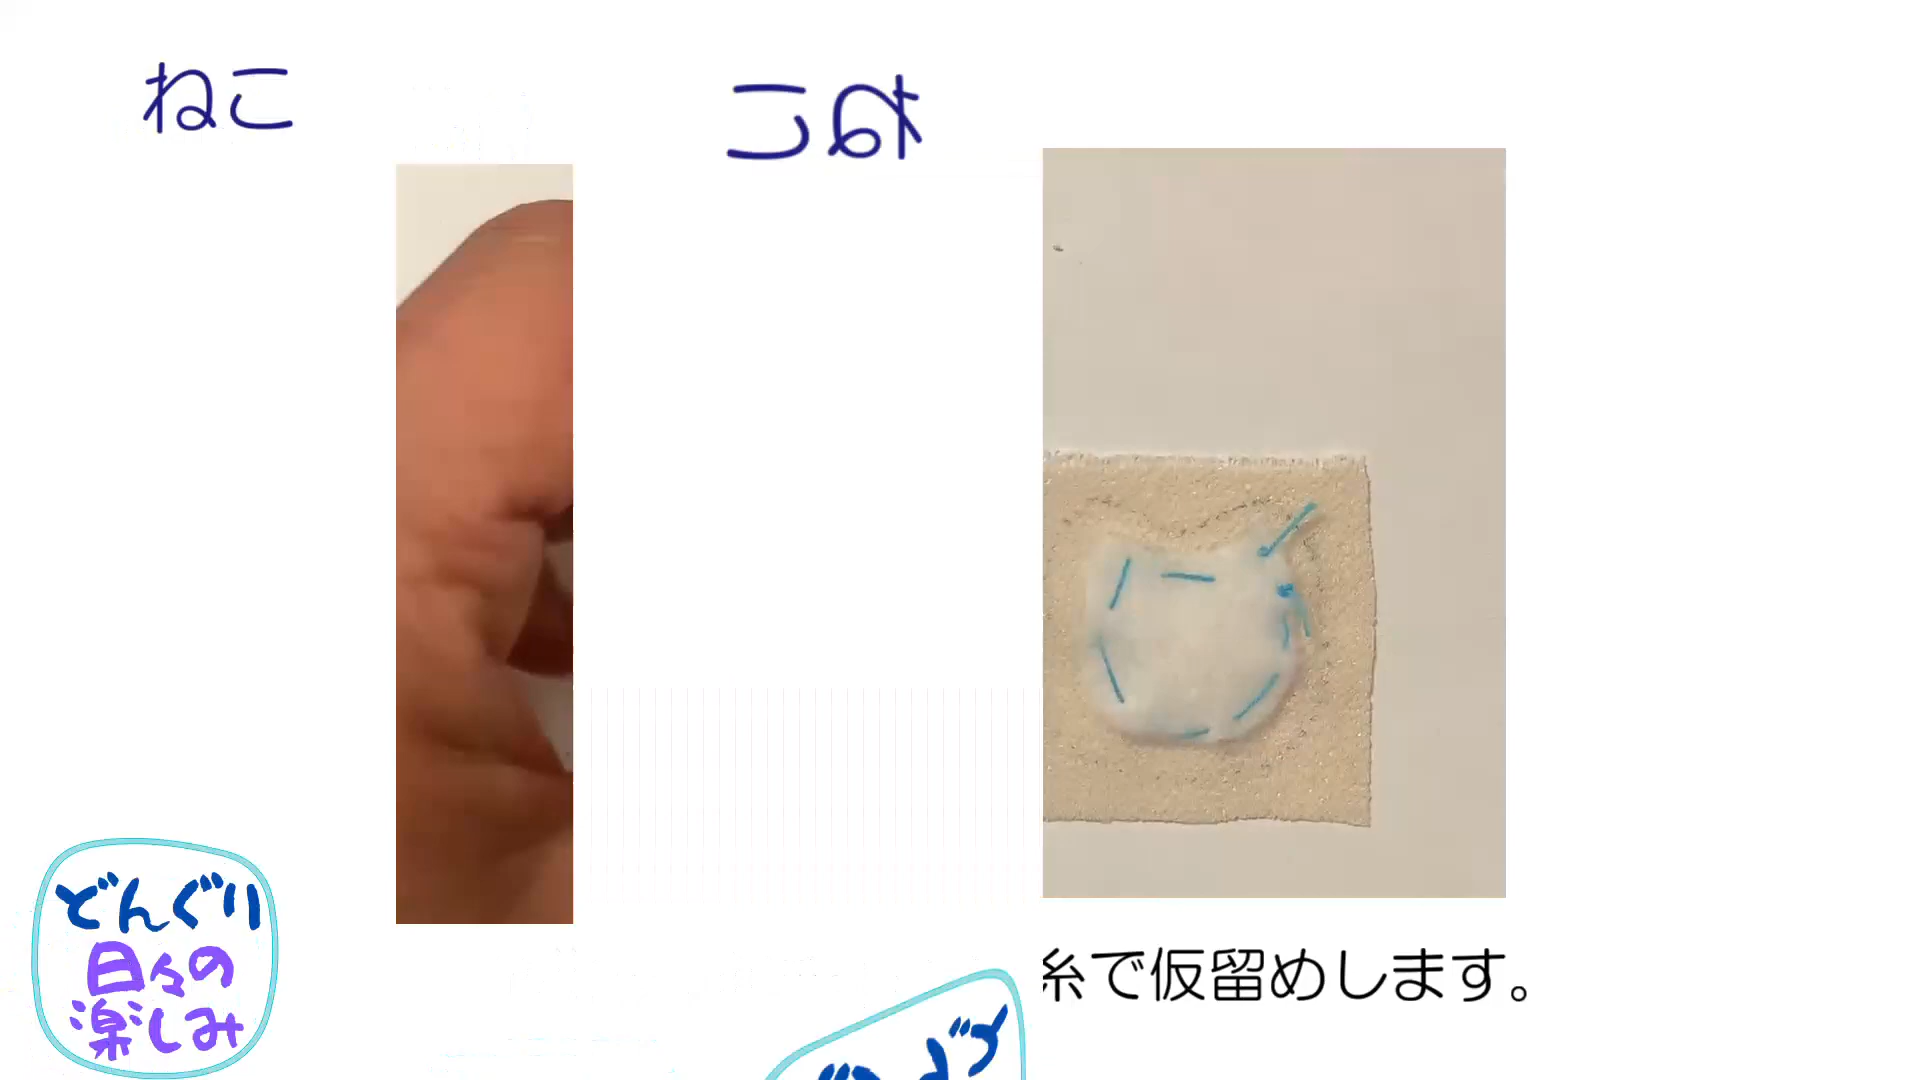 ねこ
ねこ
糸で仮留めします。
どんぐり
日々の
楽しみ